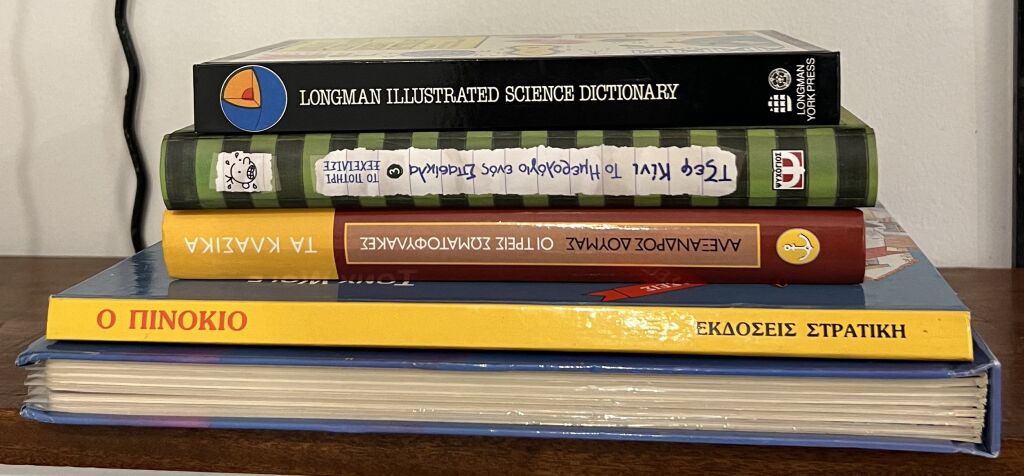 LONGMAN ILLUSTRATED SCIENCE DICTIONARY
LONGMAN
YORK PRESS
Τζεφ Κίνι Το Ημερολόγιο ενός Σπασίκλα
3
ΤΟ ΠΟΤΗΡΙ
ΞΕΧΕΙΛΙΣΕ
ΨΥΧΟΓΙΟΣ
ΑΛΕΞΑΝΔΡΟΣ ΔΟΥΜΑΣ ΟΙ ΤΡΕΙΣ ΣΩΜΑΤΟΦΥΛΑΚΕΣ
ΤΑ ΚΛΑΣΙΚΑ
Ο ΠΙΝΟΚΙΟ
ΕΚΔΟΣΕΙΣ ΣΤΡΑΤΙΚΗ